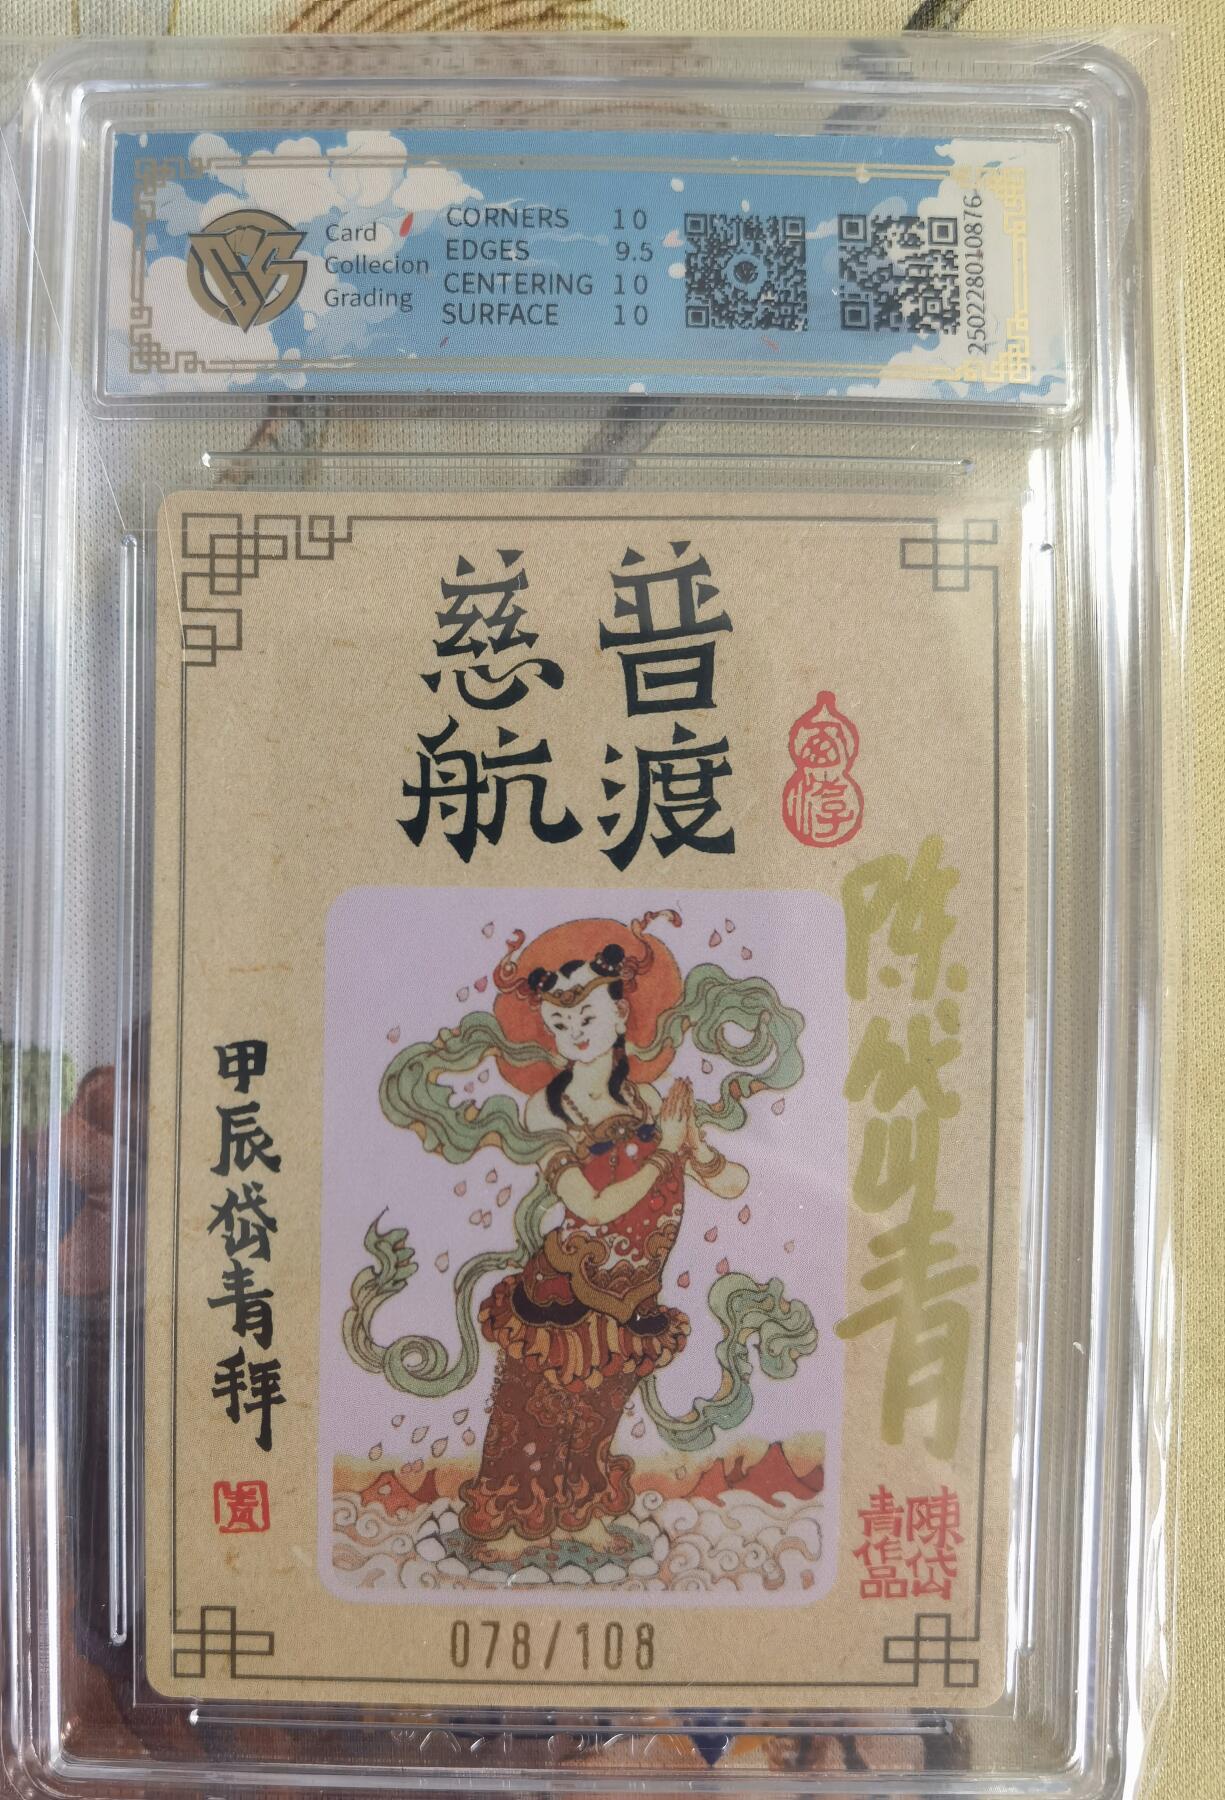 Card
Collecion
Grading
CORNERS 10
EDGES 9.5
CENTERING 10
SURFACE 10
2502280108764
普渡
慈航
陈岱青
甲辰岱青拜
陳岱
青作品
078/108